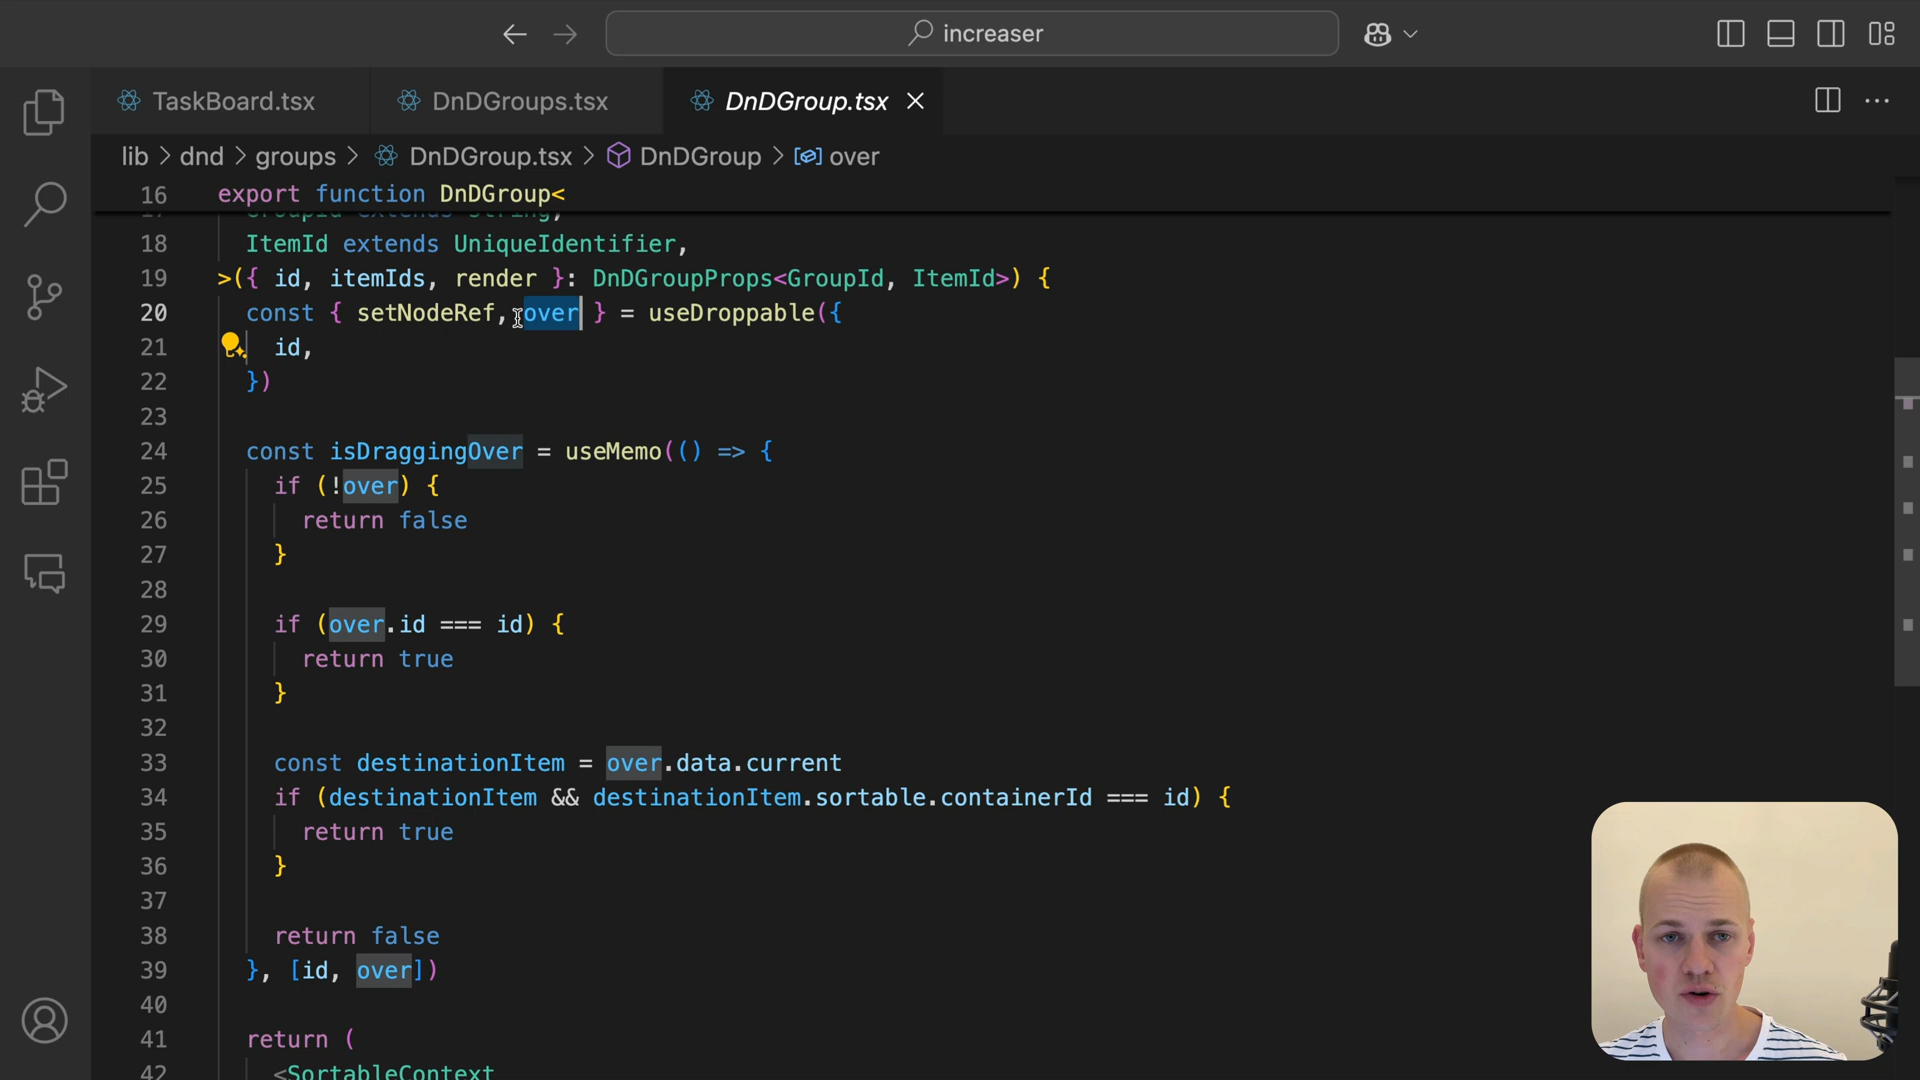 increaser
TaskBoard.tsx
DnDGroups.tsx
DnDGroup.tsx
lib > dnd > groups > DnDGroup.tsx > DnDGroup > over
16 export function DnDGroup<
17 GroupId extends string,
18 ItemId extends UniqueIdentifier,
19 >({ id, itemIds, render }: DnDGroupProps<GroupId, ItemId>) {
20 const { setNodeRef, over } = useDroppable({
21 id,
22 })
23
24 const isDraggingOver = useMemo(() => {
25 if (!over) {
26 return false
27 }
28
29 if (over.id === id) {
30 return true
31 }
32
33 const destinationItem = over.data.current
34 if (destinationItem && destinationItem.sortable.containerId === id) {
35 return true
36 }
37
38 return false
39 }, [id, over])
40
41 return (
42 <SortableContext